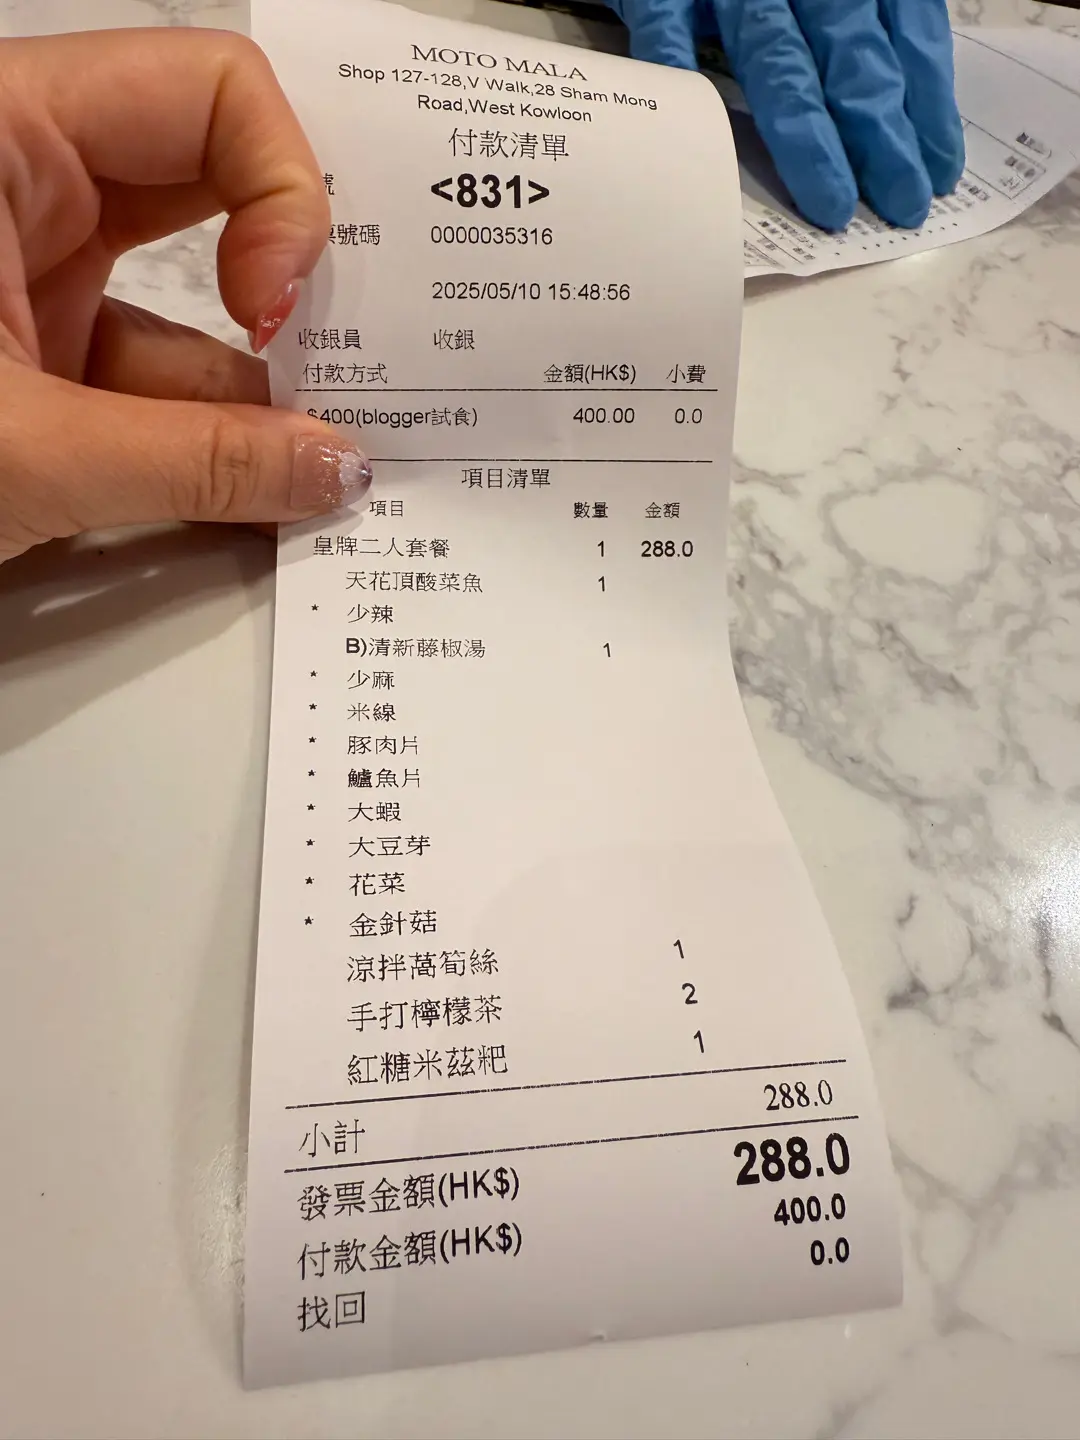 MOTO MALA
Shop 127-128,V Walk,28 Sham Mong
Road,West Kowloon
付款清單
號 <831>
票號碼 0000035316
2025/05/10 15:48:56
收銀員 收銀
付款方式 金額(HK$) 小費
$400(blogger試食) 400.00 0.0
項目清單
項目 數量 金額
皇牌二人套餐 1 288.0
天花頂酸菜魚 1
* 少辣
B)清新藤椒湯 1
* 少麻
* 米線
* 豚肉片
* 鱸魚片
* 大蝦
* 大豆芽
* 花菜
* 金針菇
涼拌萵筍絲 1
手打檸檬茶 2
紅糖米茲粑 1
小計 288.0
發票金額(HK$) 288.0
付款金額(HK$) 400.0
找回 0.0